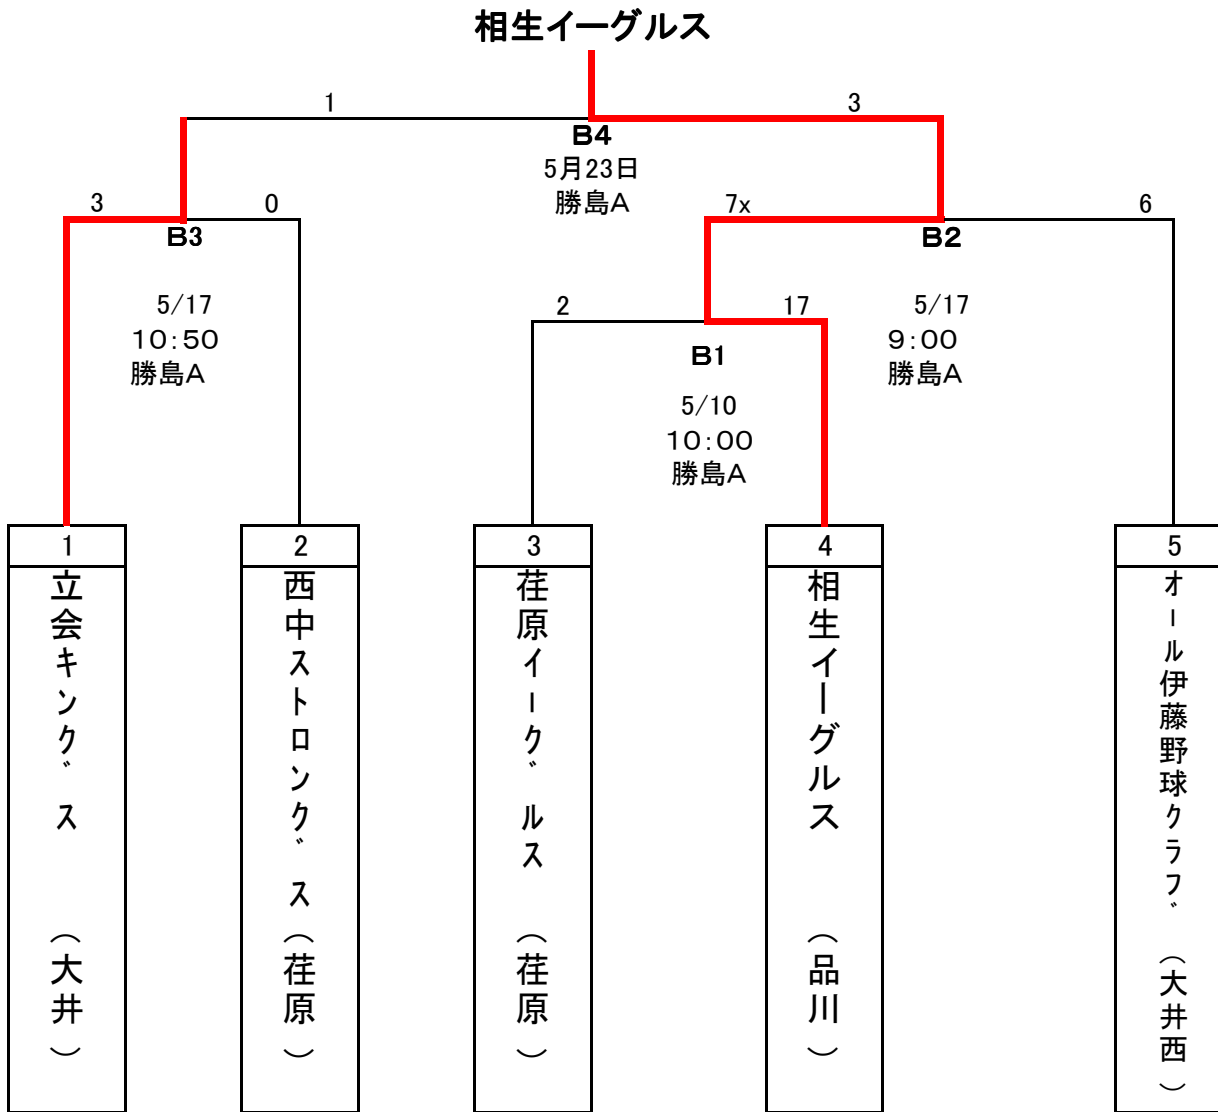 相生イーグルス
1
3
B4
5月23日
勝島A
3
0
7x
6
B3
B2
5/17
10:50
勝島A
2
17
5/17
9:00
勝島A
B1
5/10
10:00
勝島A
1
2
3
4
5
立会キングス（大井）
西中ストロングス（荏原）
荏原イーグルス（荏原）
相生イーグルス（品川）
オール伊藤野球クラブ（大井西）